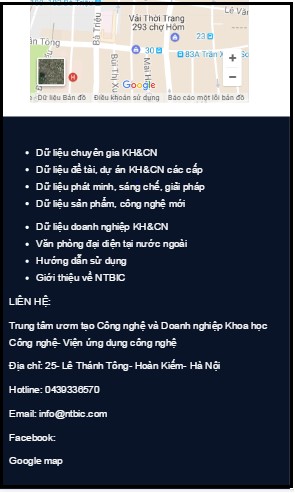 Vải Thời Trang
293 chợ Hôm
Lê Văn
Bà Triệu
30
23
83A Trần X
Bùi Thị Xu
Mai H
H
Google
Dữ liệu Bản đồ Điều khoản sử dụng Báo cáo một lỗi bản đồ
+
−
• Dữ liệu chuyên gia KH&CN
• Dữ liệu đề tài, dự án KH&CN các cấp
• Dữ liệu phát minh, sáng chế, giải pháp
• Dữ liệu sản phẩm, công nghệ mới
• Dữ liệu doanh nghiệp KH&CN
• Văn phòng đại diện tại nước ngoài
• Hướng dẫn sử dụng
• Giới thiệu về NTBIC
LIÊN HỆ:
Trung tâm ươm tạo Công nghệ và Doanh nghiệp Khoa học
Công nghệ- Viện ứng dụng công nghệ
Địa chỉ: 25- Lê Thánh Tông- Hoàn Kiếm- Hà Nội
Hotline: 0439336570
Email: info@ntbic.com
Facebook:
Google map